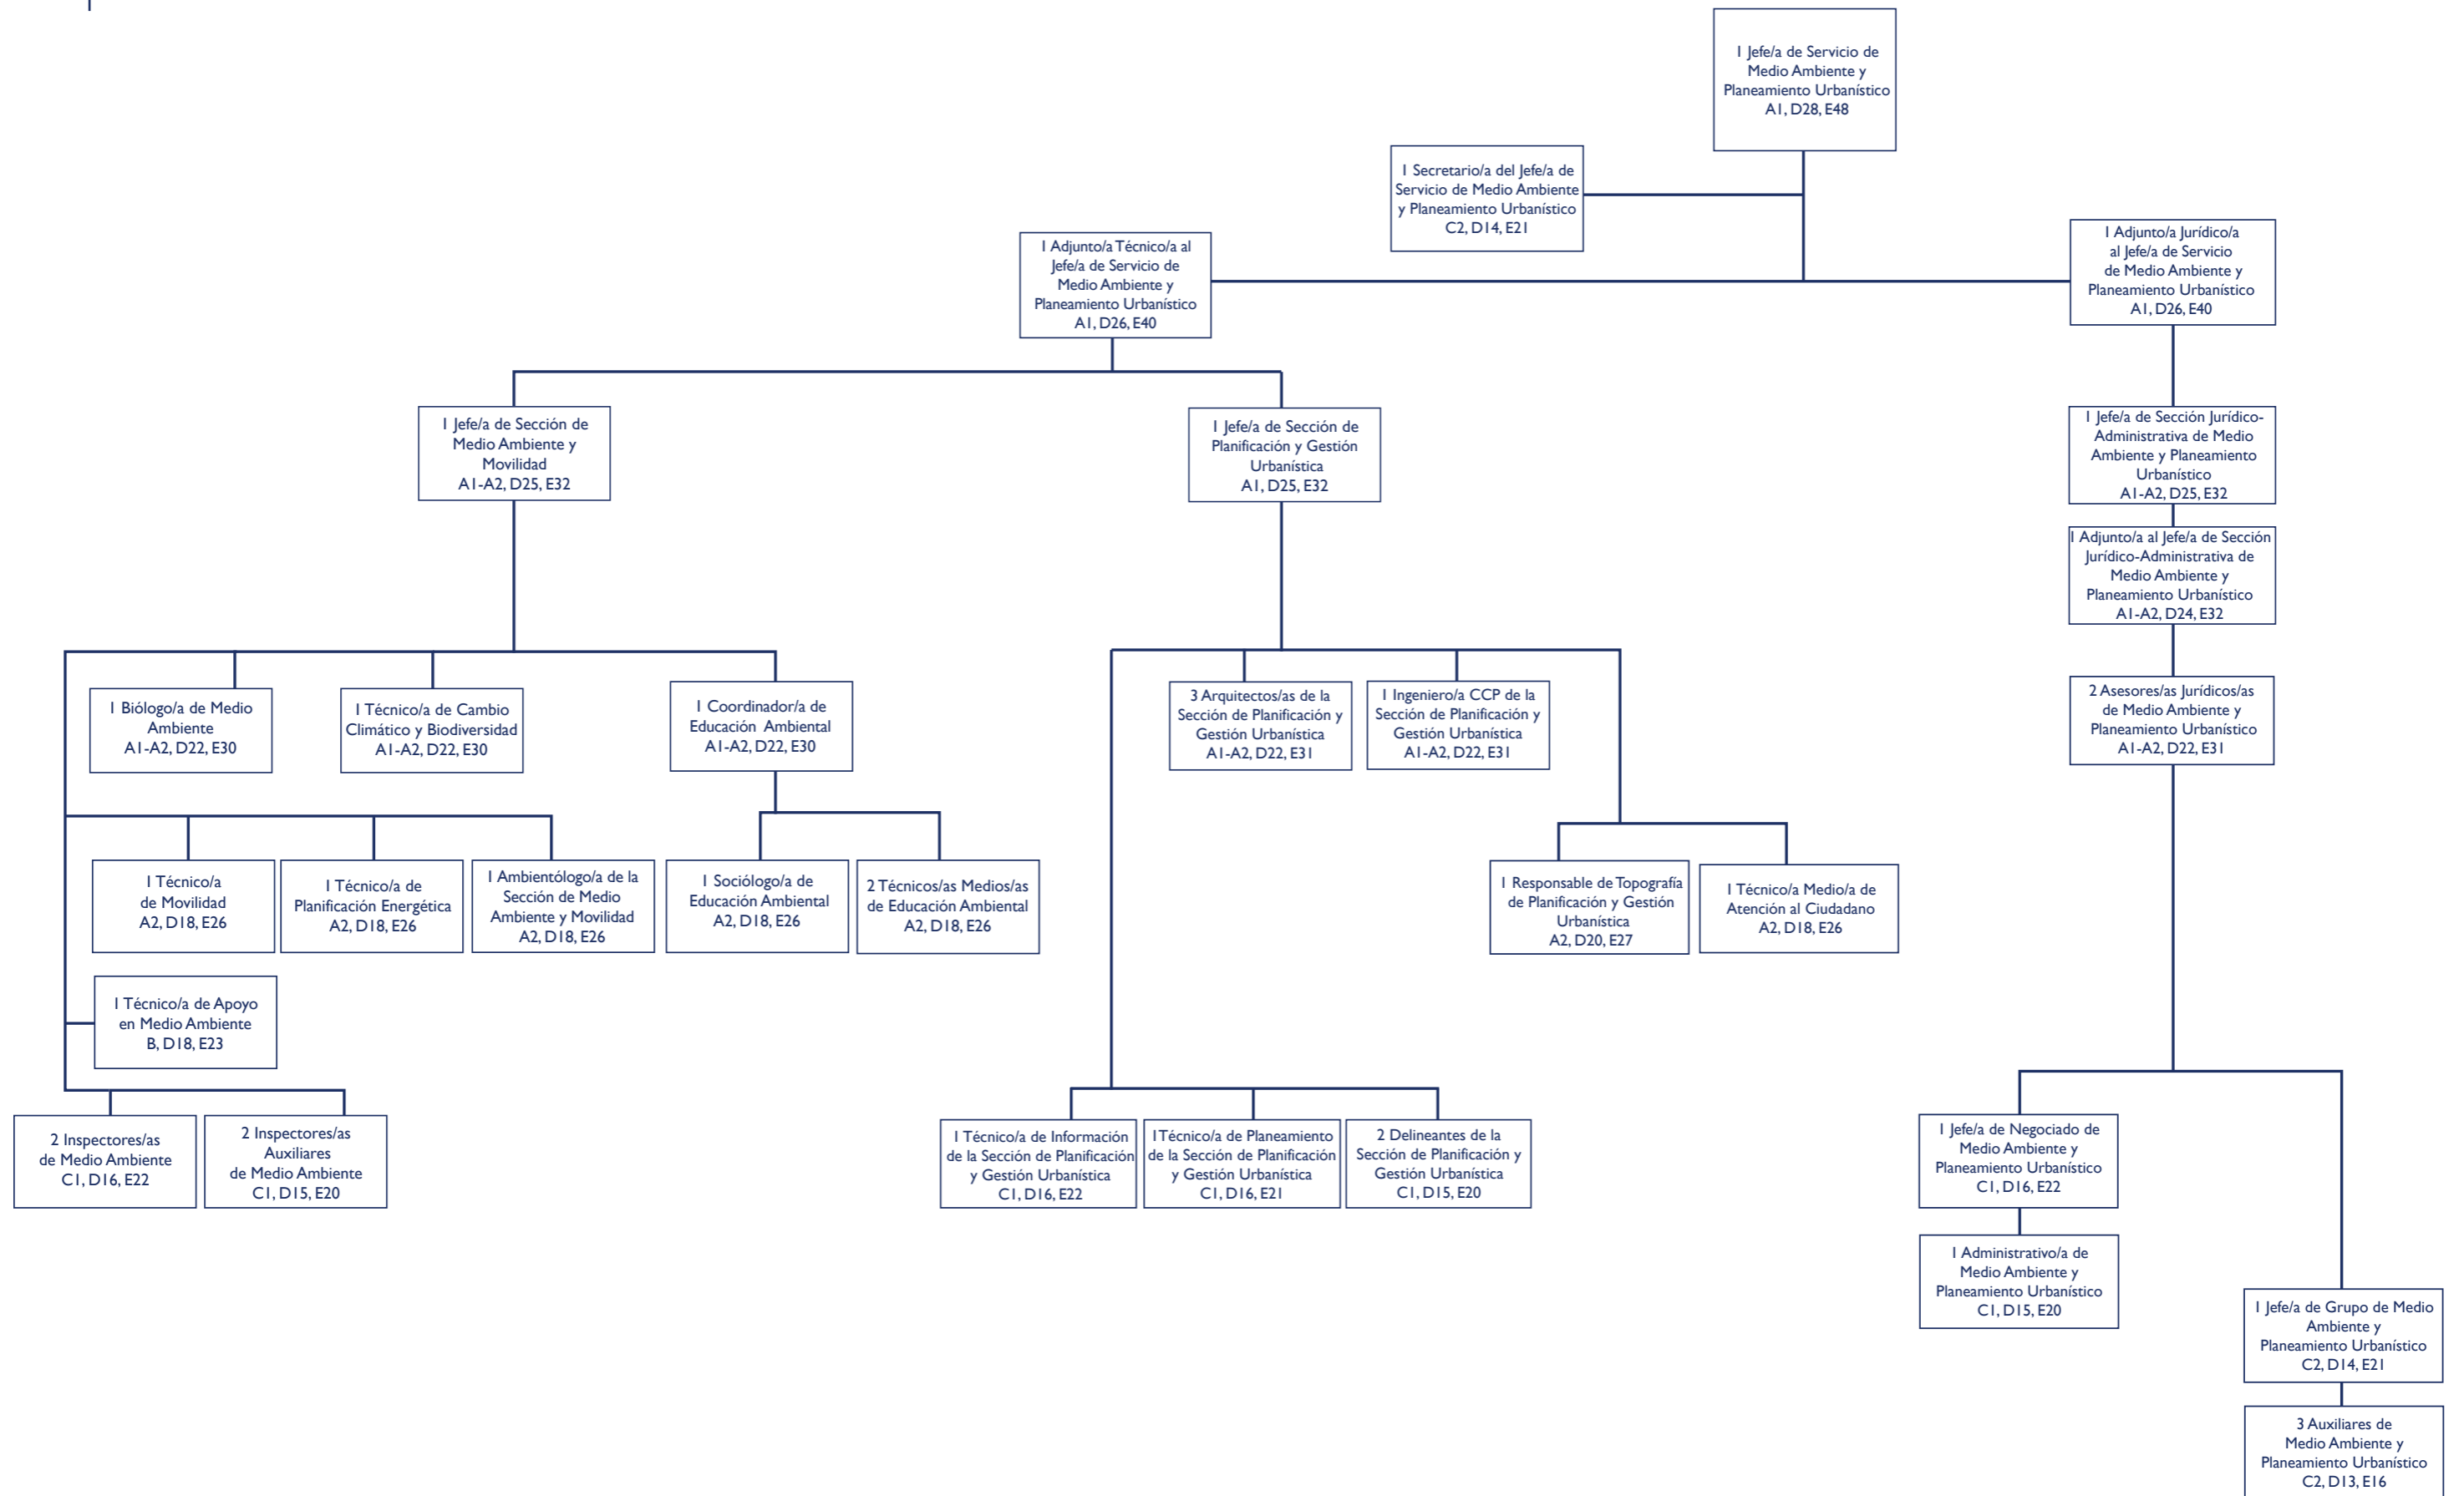 1 Jefe/a de Servicio de
Medio Ambiente y
Planeamiento Urbanístico
A1, D28, E48
1 Secretario/a del Jefe/a de
Servicio de Medio Ambiente
y Planeamiento Urbanístico
C2, D14, E21
1 Adjunto/a Técnico/a al
Jefe/a de Servicio de
Medio Ambiente y
Planeamiento Urbanístico
A1, D26, E40
1 Adjunto/a Jurídico/a
al Jefe/a de Servicio
de Medio Ambiente y
Planeamiento Urbanístico
A1, D26, E40
1 Jefe/a de Sección de
Medio Ambiente y
Movilidad
A1-A2, D25, E32
1 Jefe/a de Sección de
Planificación y Gestión
Urbanística
A1, D25, E32
1 Jefe/a de Sección Jurídico-
Administrativa de Medio
Ambiente y Planeamiento
Urbanístico
A1-A2, D25, E32
1 Adjunto/a al Jefe/a de Sección
Jurídico-Administrativa de
Medio Ambiente y
Planeamiento Urbanístico
A1-A2, D24, E32
1 Biólogo/a de Medio
Ambiente
A1-A2, D22, E30
1 Técnico/a de Cambio
Climático y Biodiversidad
A1-A2, D22, E30
1 Coordinador/a de
Educación Ambiental
A1-A2, D22, E30
3 Arquitectos/as de la
Sección de Planificación y
Gestión Urbanística
A1-A2, D22, E31
1 Ingeniero/a CCP de la
Sección de Planificación y
Gestión Urbanística
A1-A2, D22, E31
2 Asesores/as Jurídicos/as
de Medio Ambiente y
Planeamiento Urbanístico
A1-A2, D22, E31
1 Técnico/a
de Movilidad
A2, D18, E26
1 Técnico/a de
Planificación Energética
A2, D18, E26
1 Ambientólogo/a de la
Sección de Medio
Ambiente y Movilidad
A2, D18, E26
1 Sociólogo/a de
Educación Ambiental
A2, D18, E26
2 Técnicos/as Medios/as
de Educación Ambiental
A2, D18, E26
1 Responsable de Topografía
de Planificación y Gestión
Urbanística
A2, D20, E27
1 Técnico/a Medio/a de
Atención al Ciudadano
A2, D18, E26
1 Técnico/a de Apoyo
en Medio Ambiente
B, D18, E23
2 Inspectores/as
de Medio Ambiente
C1, D16, E22
2 Inspectores/as
Auxiliares
de Medio Ambiente
C1, D15, E20
1 Técnico/a de Información
de la Sección de Planificación
y Gestión Urbanística
C1, D16, E22
1Técnico/a de Planeamiento
de la Sección de Planificación
y Gestión Urbanística
C1, D16, E21
2 Delineantes de la
Sección de Planificación y
Gestión Urbanística
C1, D15, E20
1 Jefe/a de Negociado de
Medio Ambiente y
Planeamiento Urbanístico
C1, D16, E22
1 Administrativo/a de
Medio Ambiente y
Planeamiento Urbanístico
C1, D15, E20
1 Jefe/a de Grupo de Medio
Ambiente y
Planeamiento Urbanístico
C2, D14, E21
3 Auxiliares de
Medio Ambiente y
Planeamiento Urbanístico
C2, D13, E16